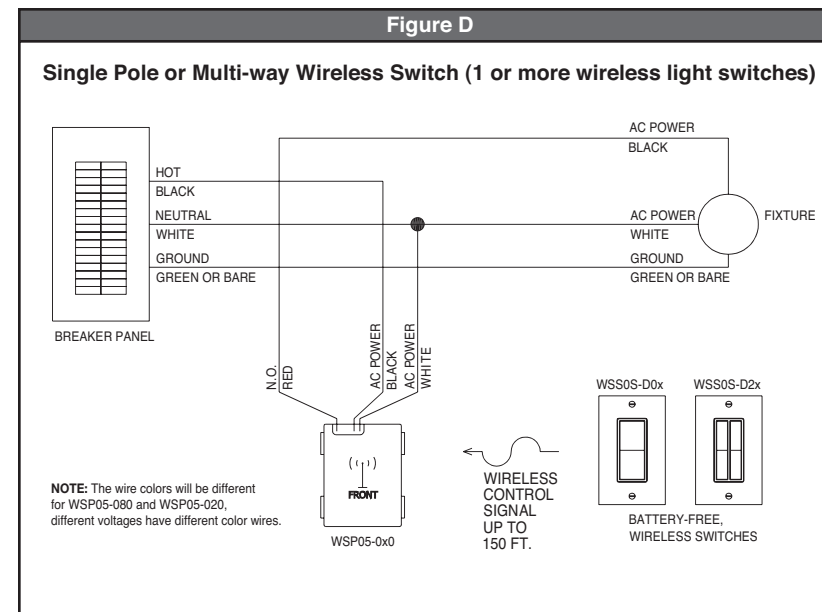 Figure D
Single Pole or Multi-way Wireless Switch (1 or more wireless light switches)
AC POWER
BLACK
HOT
BLACK
NEUTRAL
WHITE
GROUND
GREEN OR BARE
AC POWER
WHITE
FIXTURE
GROUND
GREEN OR BARE
BREAKER PANEL
N.O.
RED
AC POWER
BLACK
AC POWER
WHITE
WSS0S-D0x
WSS0S-D2x
NOTE: The wire colors will be different
for WSP05-080 and WSP05-020,
different voltages have different color wires.
FRONT
WSP05-0x0
WIRELESS
CONTROL
SIGNAL
UP TO
150 FT.
BATTERY-FREE,
WIRELESS SWITCHES